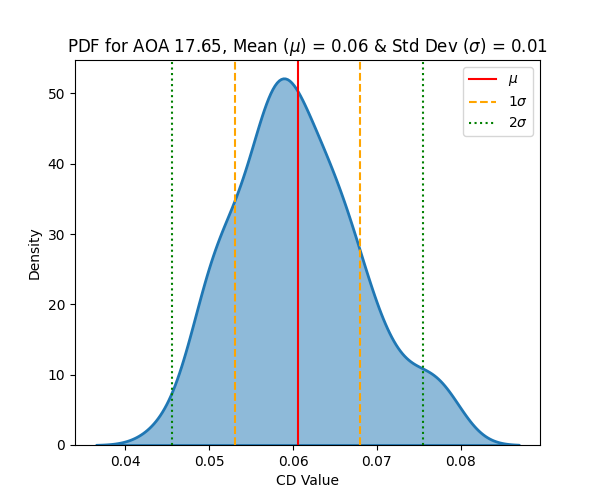 PDF for AOA 17.65, Mean (μ) = 0.06 & Std Dev (σ) = 0.01
μ
1σ
2σ
50
40
30
20
10
0
Density
0.04 0.05 0.06 0.07 0.08
CD Value